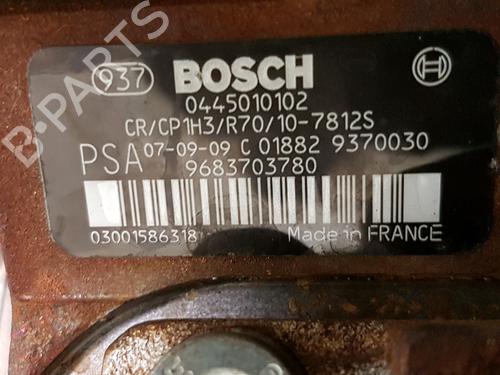 937 BOSCH
0445010102
CR/CP1H3/R70/10-7812S
PSA 07-09-09 C 01882 9370030
9683703780
03001586318 Made in FRANCE
B-PARTS